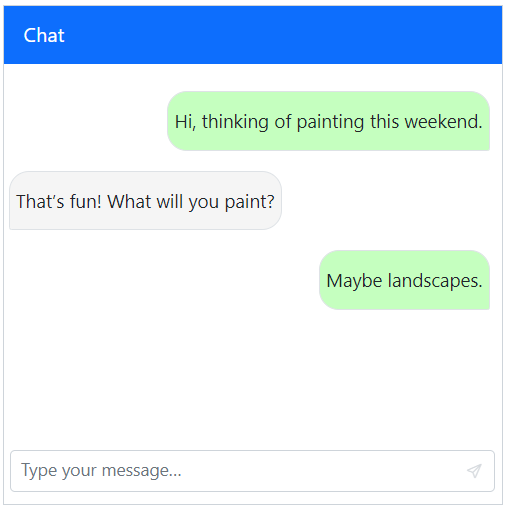 Chat
Hi, thinking of painting this weekend.
That's fun! What will you paint?
Maybe landscapes.
Type your message...